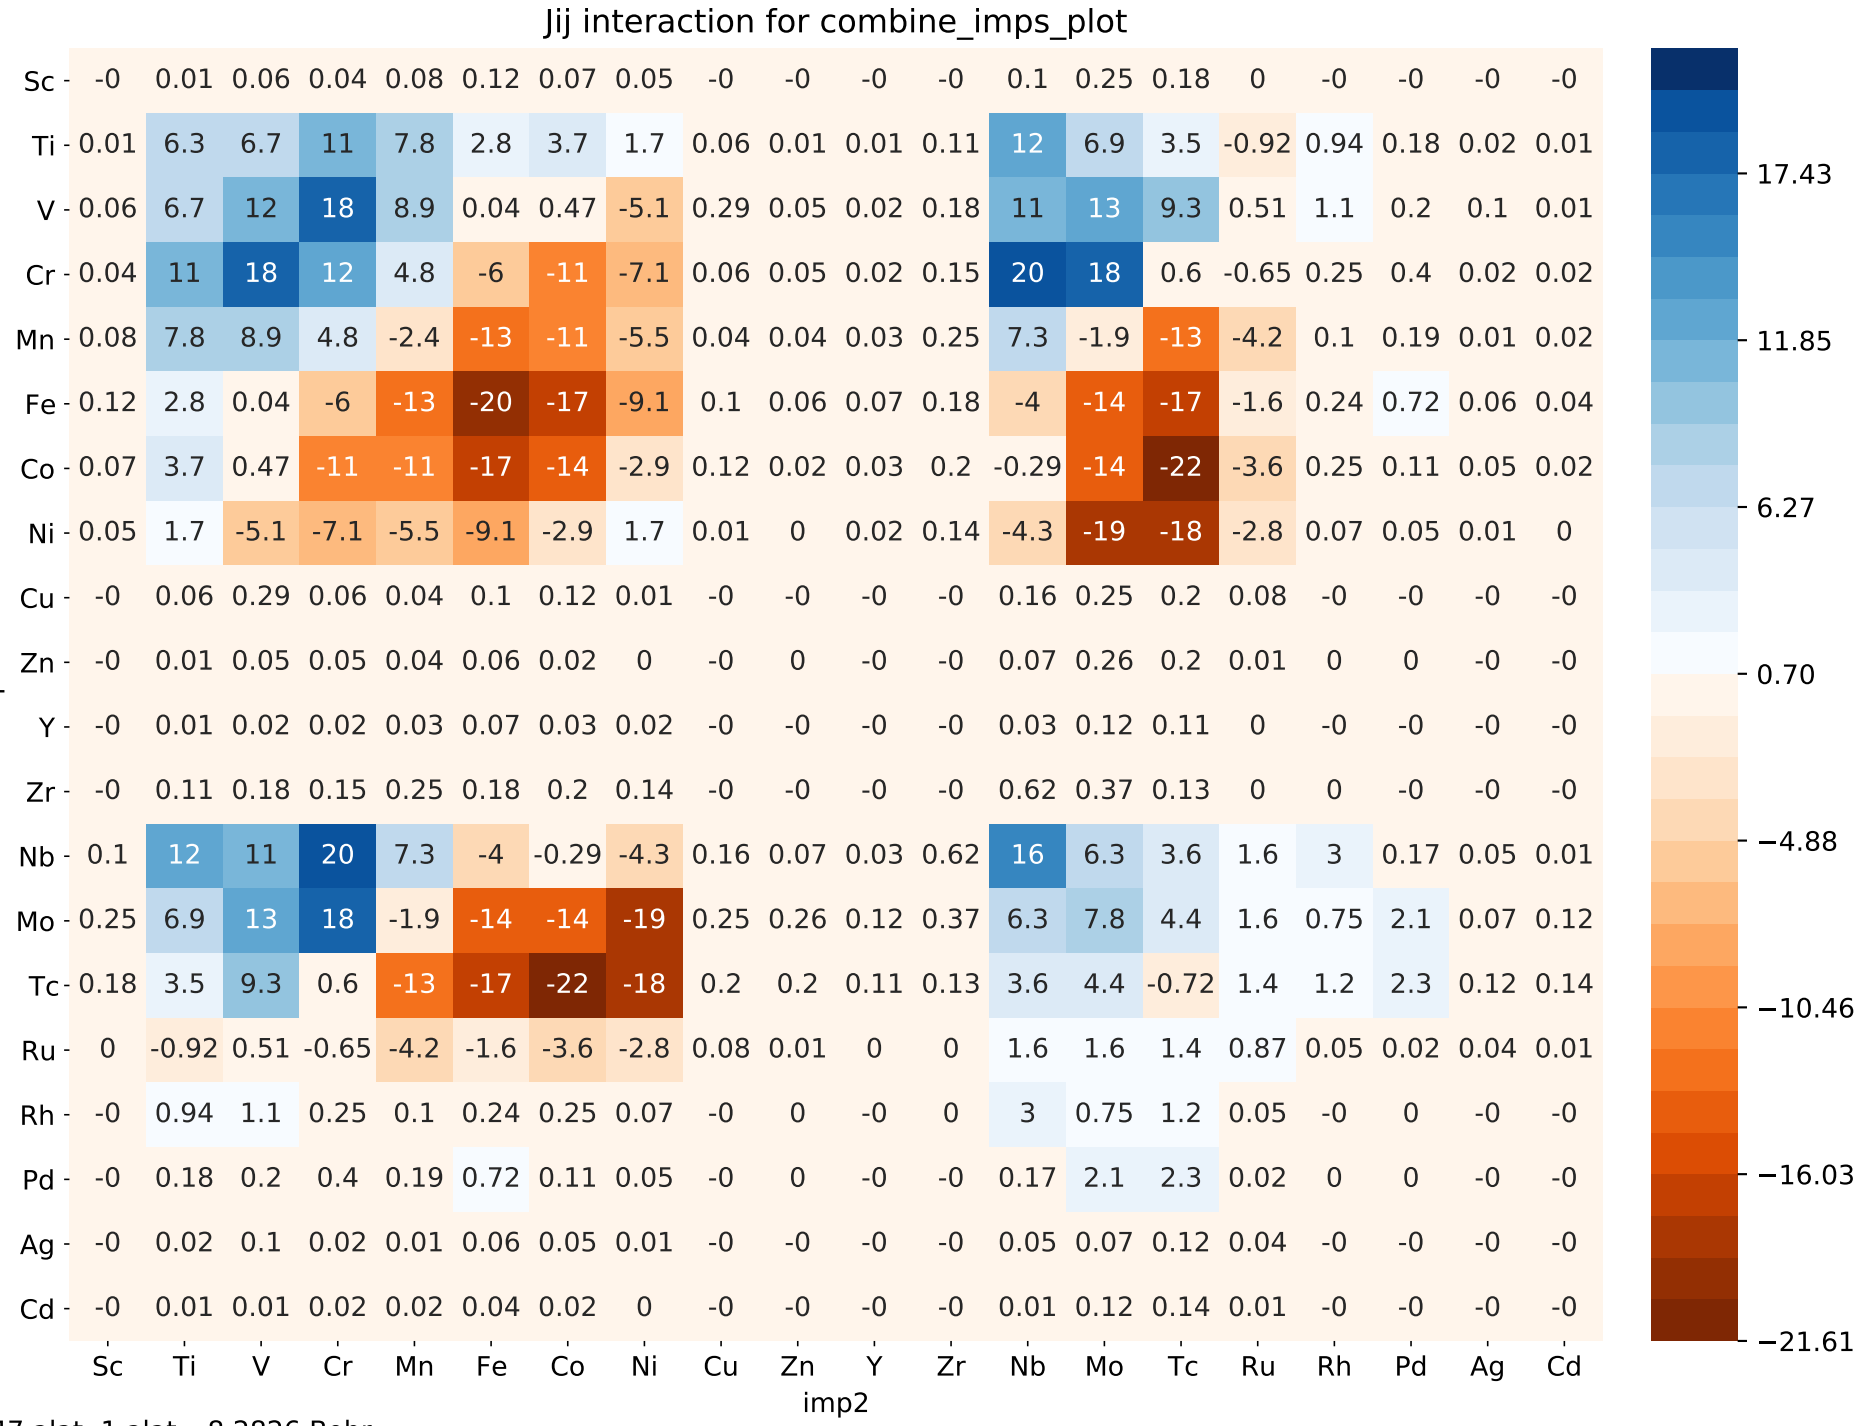 Jij interaction for combine_imps_plot
Sc -0 0.01 0.06 0.04 0.08 0.12 0.07 0.05 -0 -0 -0 -0 0.1 0.25 0.18 0 -0 -0 -0 -0
Ti 0.01 6.3 6.7 11 7.8 2.8 3.7 1.7 0.06 0.01 0.01 0.11 12 6.9 3.5 -0.92 0.94 0.18 0.02 0.01
17.43
V 0.06 6.7 12 18 8.9 0.04 0.47 -5.1 0.29 0.05 0.02 0.18 11 13 9.3 0.51 1.1 0.2 0.1 0.01
Cr 0.04 11 18 12 4.8 -6 -11 -7.1 0.06 0.05 0.02 0.15 20 18 0.6 -0.65 0.25 0.4 0.02 0.02
Mn 0.08 7.8 8.9 4.8 -2.4 -13 -11 -5.5 0.04 0.04 0.03 0.25 7.3 -1.9 -13 -4.2 0.1 0.19 0.01 0.02
11.85
Fe 0.12 2.8 0.04 -6 -13 -20 -17 -9.1 0.1 0.06 0.07 0.18 -4 -14 -17 -1.6 0.24 0.72 0.06 0.04
Co 0.07 3.7 0.47 -11 -11 -17 -14 -2.9 0.12 0.02 0.03 0.2 -0.29 -14 -22 -3.6 0.25 0.11 0.05 0.02
6.27
Ni 0.05 1.7 -5.1 -7.1 -5.5 -9.1 -2.9 1.7 0.01 0 0.02 0.14 -4.3 -19 -18 -2.8 0.07 0.05 0.01 0
Cu -0 0.06 0.29 0.06 0.04 0.1 0.12 0.01 -0 -0 -0 -0 0.16 0.25 0.2 0.08 -0 -0 -0 -0
Zn -0 0.01 0.05 0.05 0.04 0.06 0.02 0 -0 0 -0 -0 0.07 0.26 0.2 0.01 0 0 -0 -0
0.70
Y -0 0.01 0.02 0.02 0.03 0.07 0.03 0.02 -0 -0 -0 -0 0.03 0.12 0.11 0 -0 -0 -0 -0
Zr -0 0.11 0.18 0.15 0.25 0.18 0.2 0.14 -0 -0 -0 -0 0.62 0.37 0.13 0 0 -0 -0 -0
Nb 0.1 12 11 20 7.3 -4 -0.29 -4.3 0.16 0.07 0.03 0.62 16 6.3 3.6 1.6 3 0.17 0.05 0.01
−4.88
Mo 0.25 6.9 13 18 -1.9 -14 -14 -19 0.25 0.26 0.12 0.37 6.3 7.8 4.4 1.6 0.75 2.1 0.07 0.12
Tc 0.18 3.5 9.3 0.6 -13 -17 -22 -18 0.2 0.2 0.11 0.13 3.6 4.4 -0.72 1.4 1.2 2.3 0.12 0.14
−10.46
Ru 0 -0.92 0.51 -0.65 -4.2 -1.6 -3.6 -2.8 0.08 0.01 0 0 1.6 1.6 1.4 0.87 0.05 0.02 0.04 0.01
Rh -0 0.94 1.1 0.25 0.1 0.24 0.25 0.07 -0 0 -0 0 3 0.75 1.2 0.05 -0 0 -0 -0
Pd -0 0.18 0.2 0.4 0.19 0.72 0.11 0.05 -0 0 -0 -0 0.17 2.1 2.3 0.02 0 0 -0 -0
−16.03
Ag -0 0.02 0.1 0.02 0.01 0.06 0.05 0.01 -0 -0 -0 -0 0.05 0.07 0.12 0.04 -0 -0 -0 -0
Cd -0 0.01 0.01 0.02 0.02 0.04 0.02 0 -0 -0 -0 -0 0.01 0.12 0.14 0.01 -0 -0 -0 -0
−21.61
Sc Ti V Cr Mn Fe Co Ni Cu Zn Y Zr Nb Mo Tc Ru Rh Pd Ag Cd
imp2